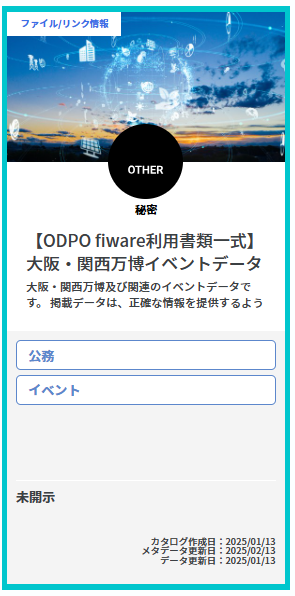 ファイル/リンク情報
OTHER
秘密
【ODPO fiware利用書類一式】
大阪・関西万博イベントデータ
大阪・関西万博及び関連のイベントデータで
す。 掲載データは、正確な情報を提供するよう
公務
イベント
未開示
カタログ作成日：2025/01/13
メタデータ更新日：2025/02/13
データ更新日：2025/01/13